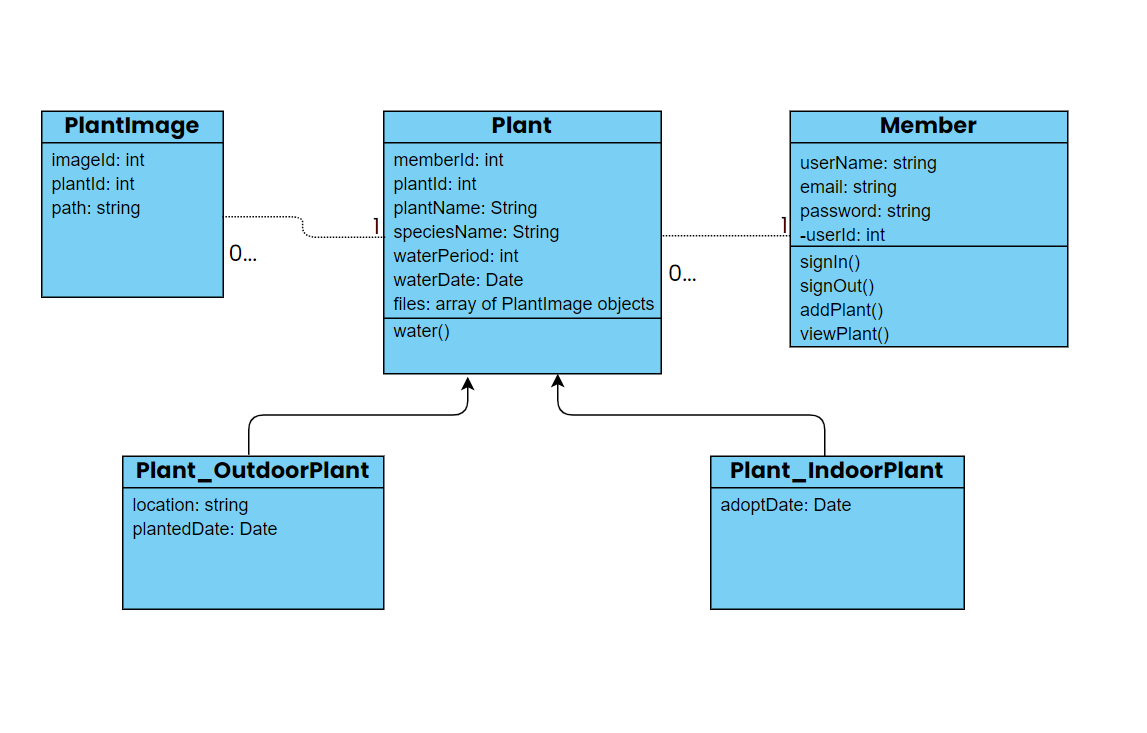 PlantImage
imageId: int
plantId: int
path: string
0...
1
Plant
memberId: int
plantId: int
plantName: String
speciesName: String
waterPeriod: int
waterDate: Date
files: array of PlantImage objects
water()
0...
1
Member
userName: string
email: string
password: string
-userId: int
signIn()
signOut()
addPlant()
viewPlant()
Plant_OutdoorPlant
location: string
plantedDate: Date
Plant_IndoorPlant
adoptDate: Date